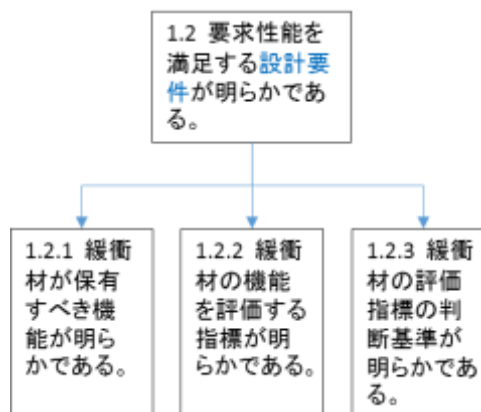 1.2 要求性能を
満足する設計要
件が明らかであ
る。
1.2.1 緩衝
材が保有
すべき機
能が明ら
かである。
1.2.2 緩衝
材の機能
を評価する
指標が明
らかである。
1.2.3 緩衝
材の評価
指標の判
断基準が
明らかであ
る。